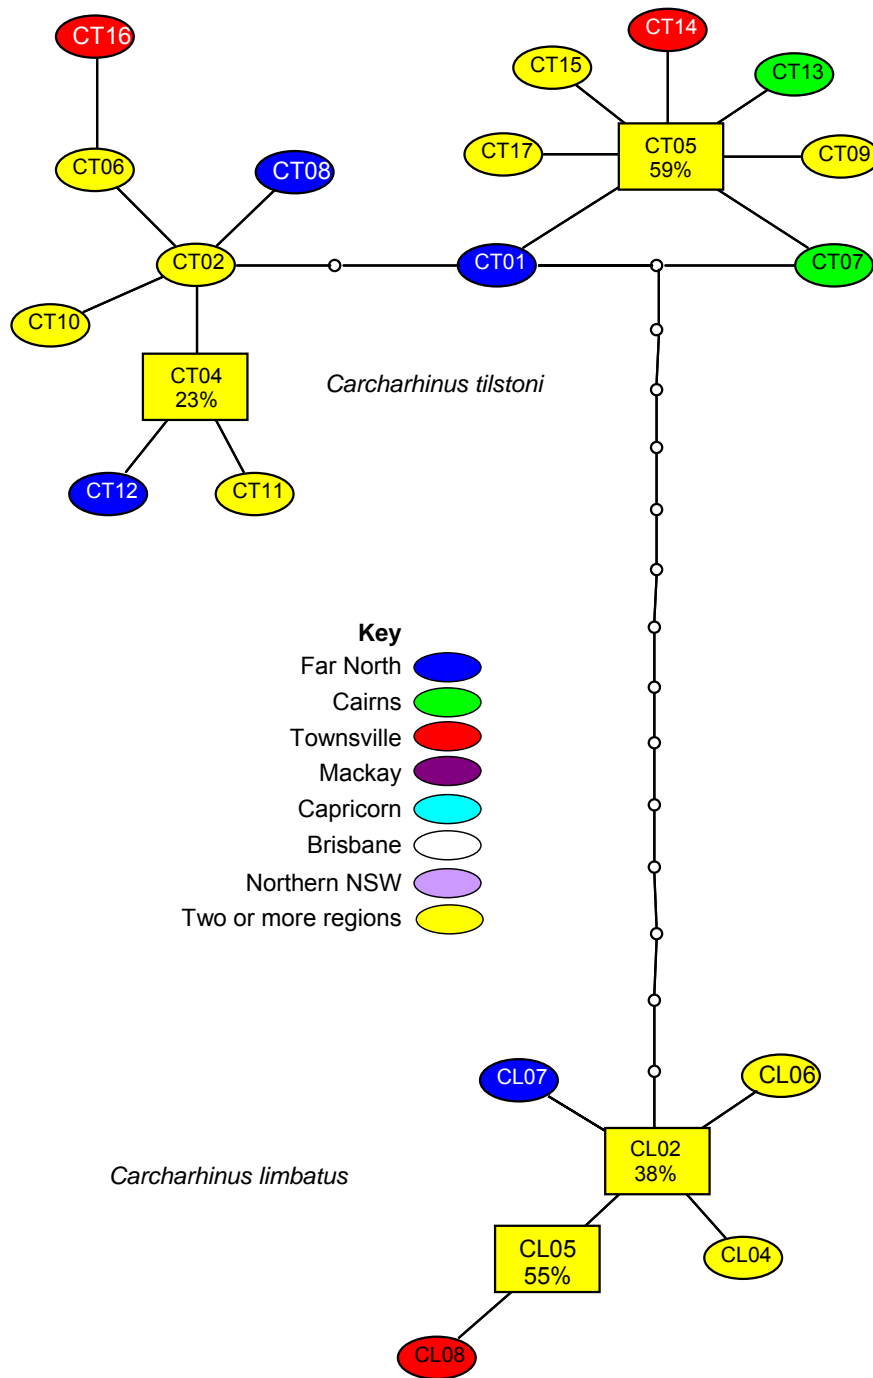 CT16
CT14
CT15
CT13
CT05
59%
CT17
CT09
CT06
CT08
CT02
CT01
CT07
CT10
CT04
23%
Carcharhinus tilstoni
CT12
CT11
Key
Far North
Cairns
Townsville
Mackay
Capricorn
Brisbane
Northern NSW
Two or more regions
CL07
CL06
CL02
38%
Carcharhinus limbatus
CL05
55%
CL04
CL08